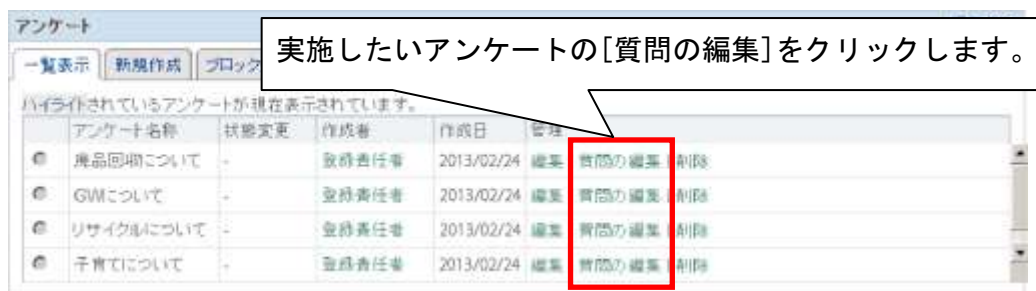 アンケート
実施したいアンケートの[質問の編集]をクリックします。
一覧表示 新規作成 ブロック
ハイライトされているアンケートが現在表示されています。
アンケート名称 状態変更 作成者 作成日 管理
廃品回収について - 登録責任者 2013/02/24 編集 質問の編集 | 削除
GWについて - 登録責任者 2013/02/24 編集 質問の編集 | 削除
リサイクルについて - 登録責任者 2013/02/24 編集 質問の編集 | 削除
子育てについて - 登録責任者 2013/02/24 編集 質問の編集 | 削除